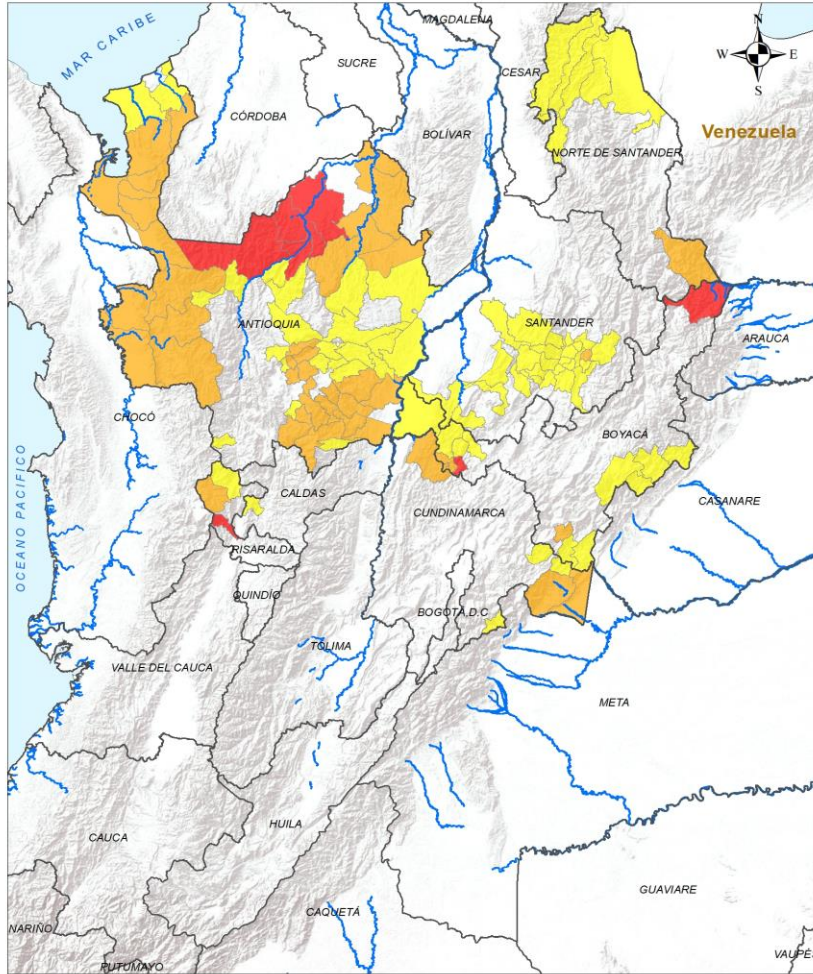 MAGDALENA
N
W E
S
MAR CARIBE
SUCRE
CESAR
CÓRDOBA
BOLÍVAR
Venezuela
NORTE DE SANTANDER
ANTIOQUIA
SANTANDER
ARAUCA
CHOCÓ
BOYACÁ
OCEANO PACIFICO
CALDAS
CUNDINAMARCA
CASANARE
RISARALDA
QUINDÍO
BOGOTÁ, D.C
TOLIMA
VALLE DEL CAUCA
META
HUILA
CAUCA
GUAVIARE
CAQUETÁ
NARIÑO
PUTUMAYO
VAUPÉS